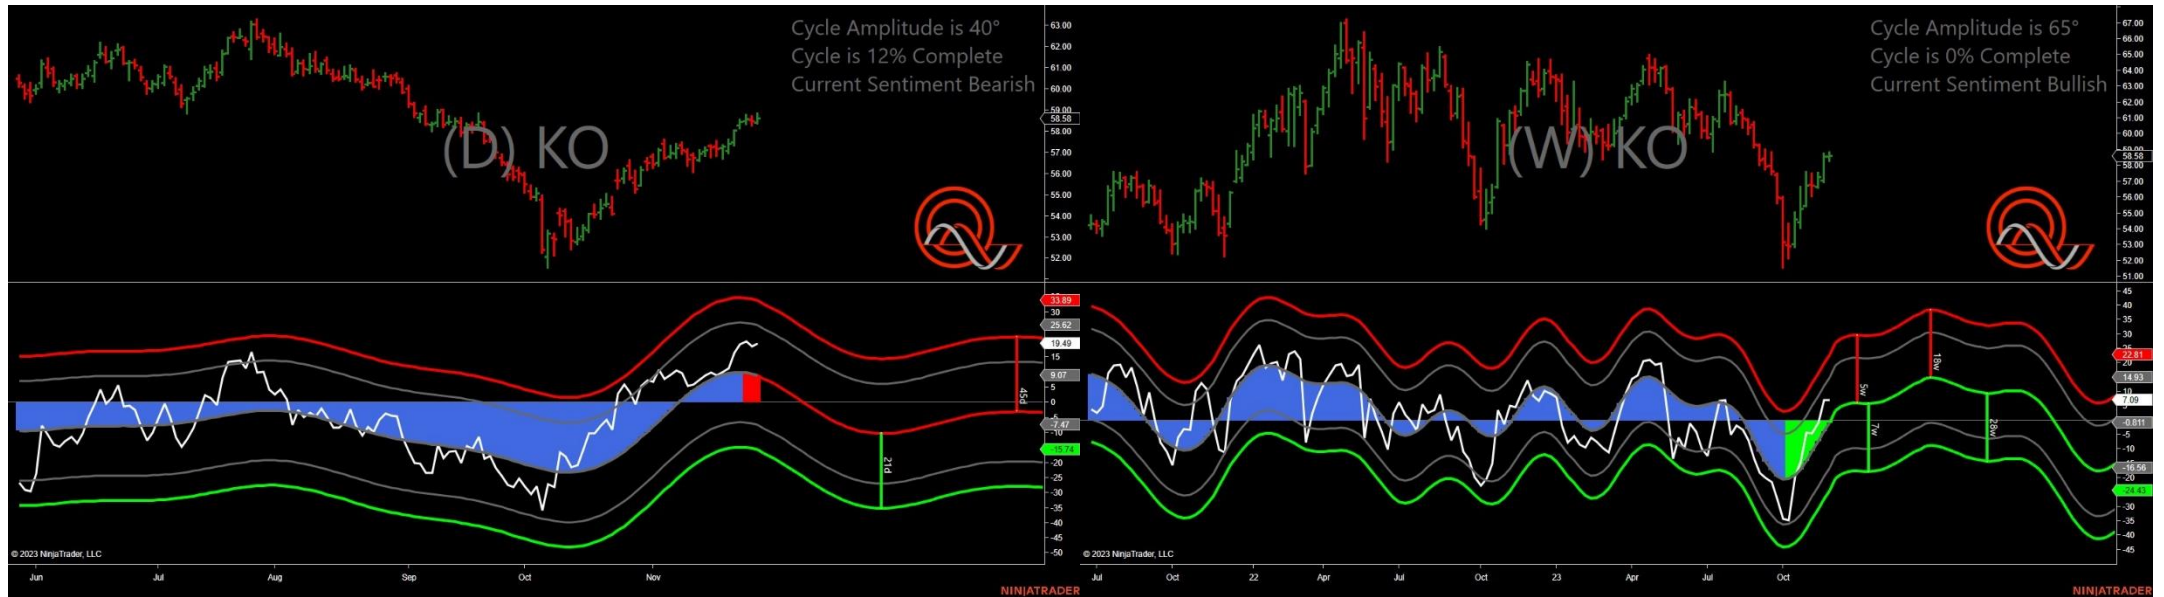 Cycle Amplitude is 40°
Cycle is 12% Complete
Current Sentiment Bearish
(D) KO
63.00
62.00
61.00
60.00
59.00
58.58
58.00
57.00
56.00
55.00
54.00
53.00
52.00
33.89
30
25.62
19.49
15
9.07
5
0
-7.47
-10
-15.74
-20
-25
-30
-35
-40
-45
-50
45d
21d
© 2023 NinjaTrader, LLC
Jun
Jul
Aug
Sep
Oct
Nov
NINJATRADER
Cycle Amplitude is 65°
Cycle is 0% Complete
Current Sentiment Bullish
(W) KO
67.00
66.00
65.00
64.00
63.00
62.00
61.00
60.00
59.00
58.58
58.00
57.00
56.00
55.00
54.00
53.00
52.00
51.00
45
40
35
30
22.81
14.93
7.09
-0.811
-5
-10
-16.56
-20
-24.43
-30
-35
-40
-45
5w
7w
18w
28w
© 2023 NinjaTrader, LLC
Jul
Oct
22
Apr
Jul
Oct
23
Apr
Jul
Oct
NINJATRADER